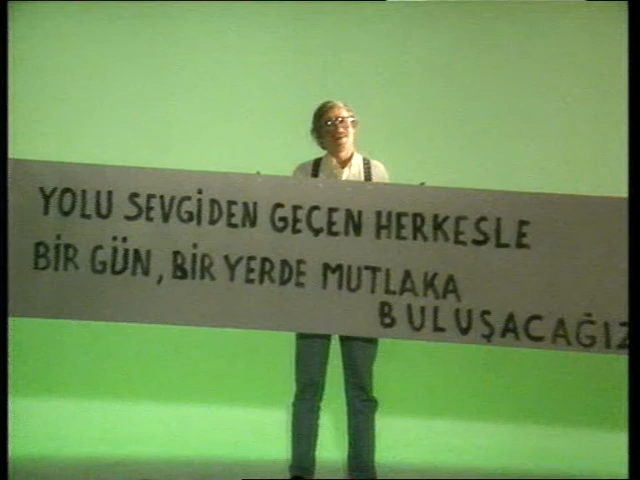 YOLU SEVGİDEN GEÇEN HERKESLE
BİR GÜN, BİR YERDE MUTLAKA
BULUŞACAĞIZ